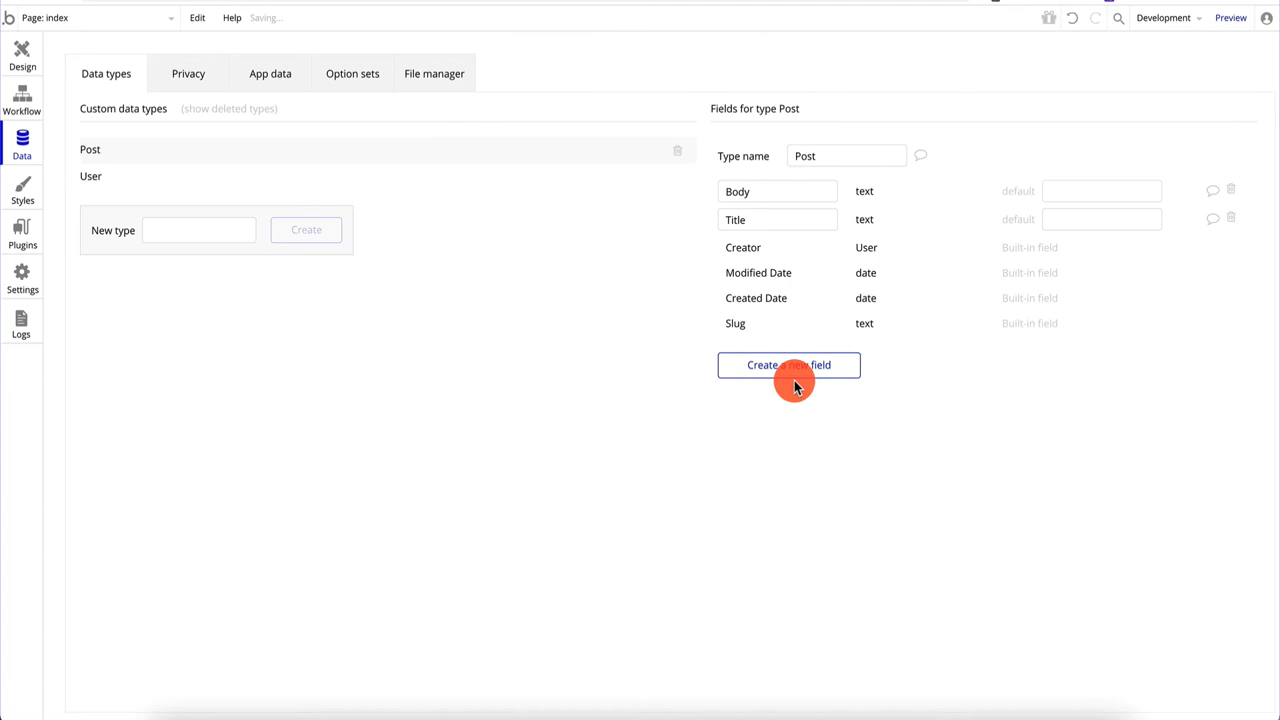 .b Page: index Edit Help Saving... Development Preview
Design
Workflow
Data
Styles
Plugins
Settings
Logs
Data types Privacy App data Option sets File manager
Custom data types (show deleted types)
Post
User
New type Create
Fields for type Post
Type name Post
Body text default
Title text default
Creator User Built-in field
Modified Date date Built-in field
Created Date date Built-in field
Slug text Built-in field
Create a new field